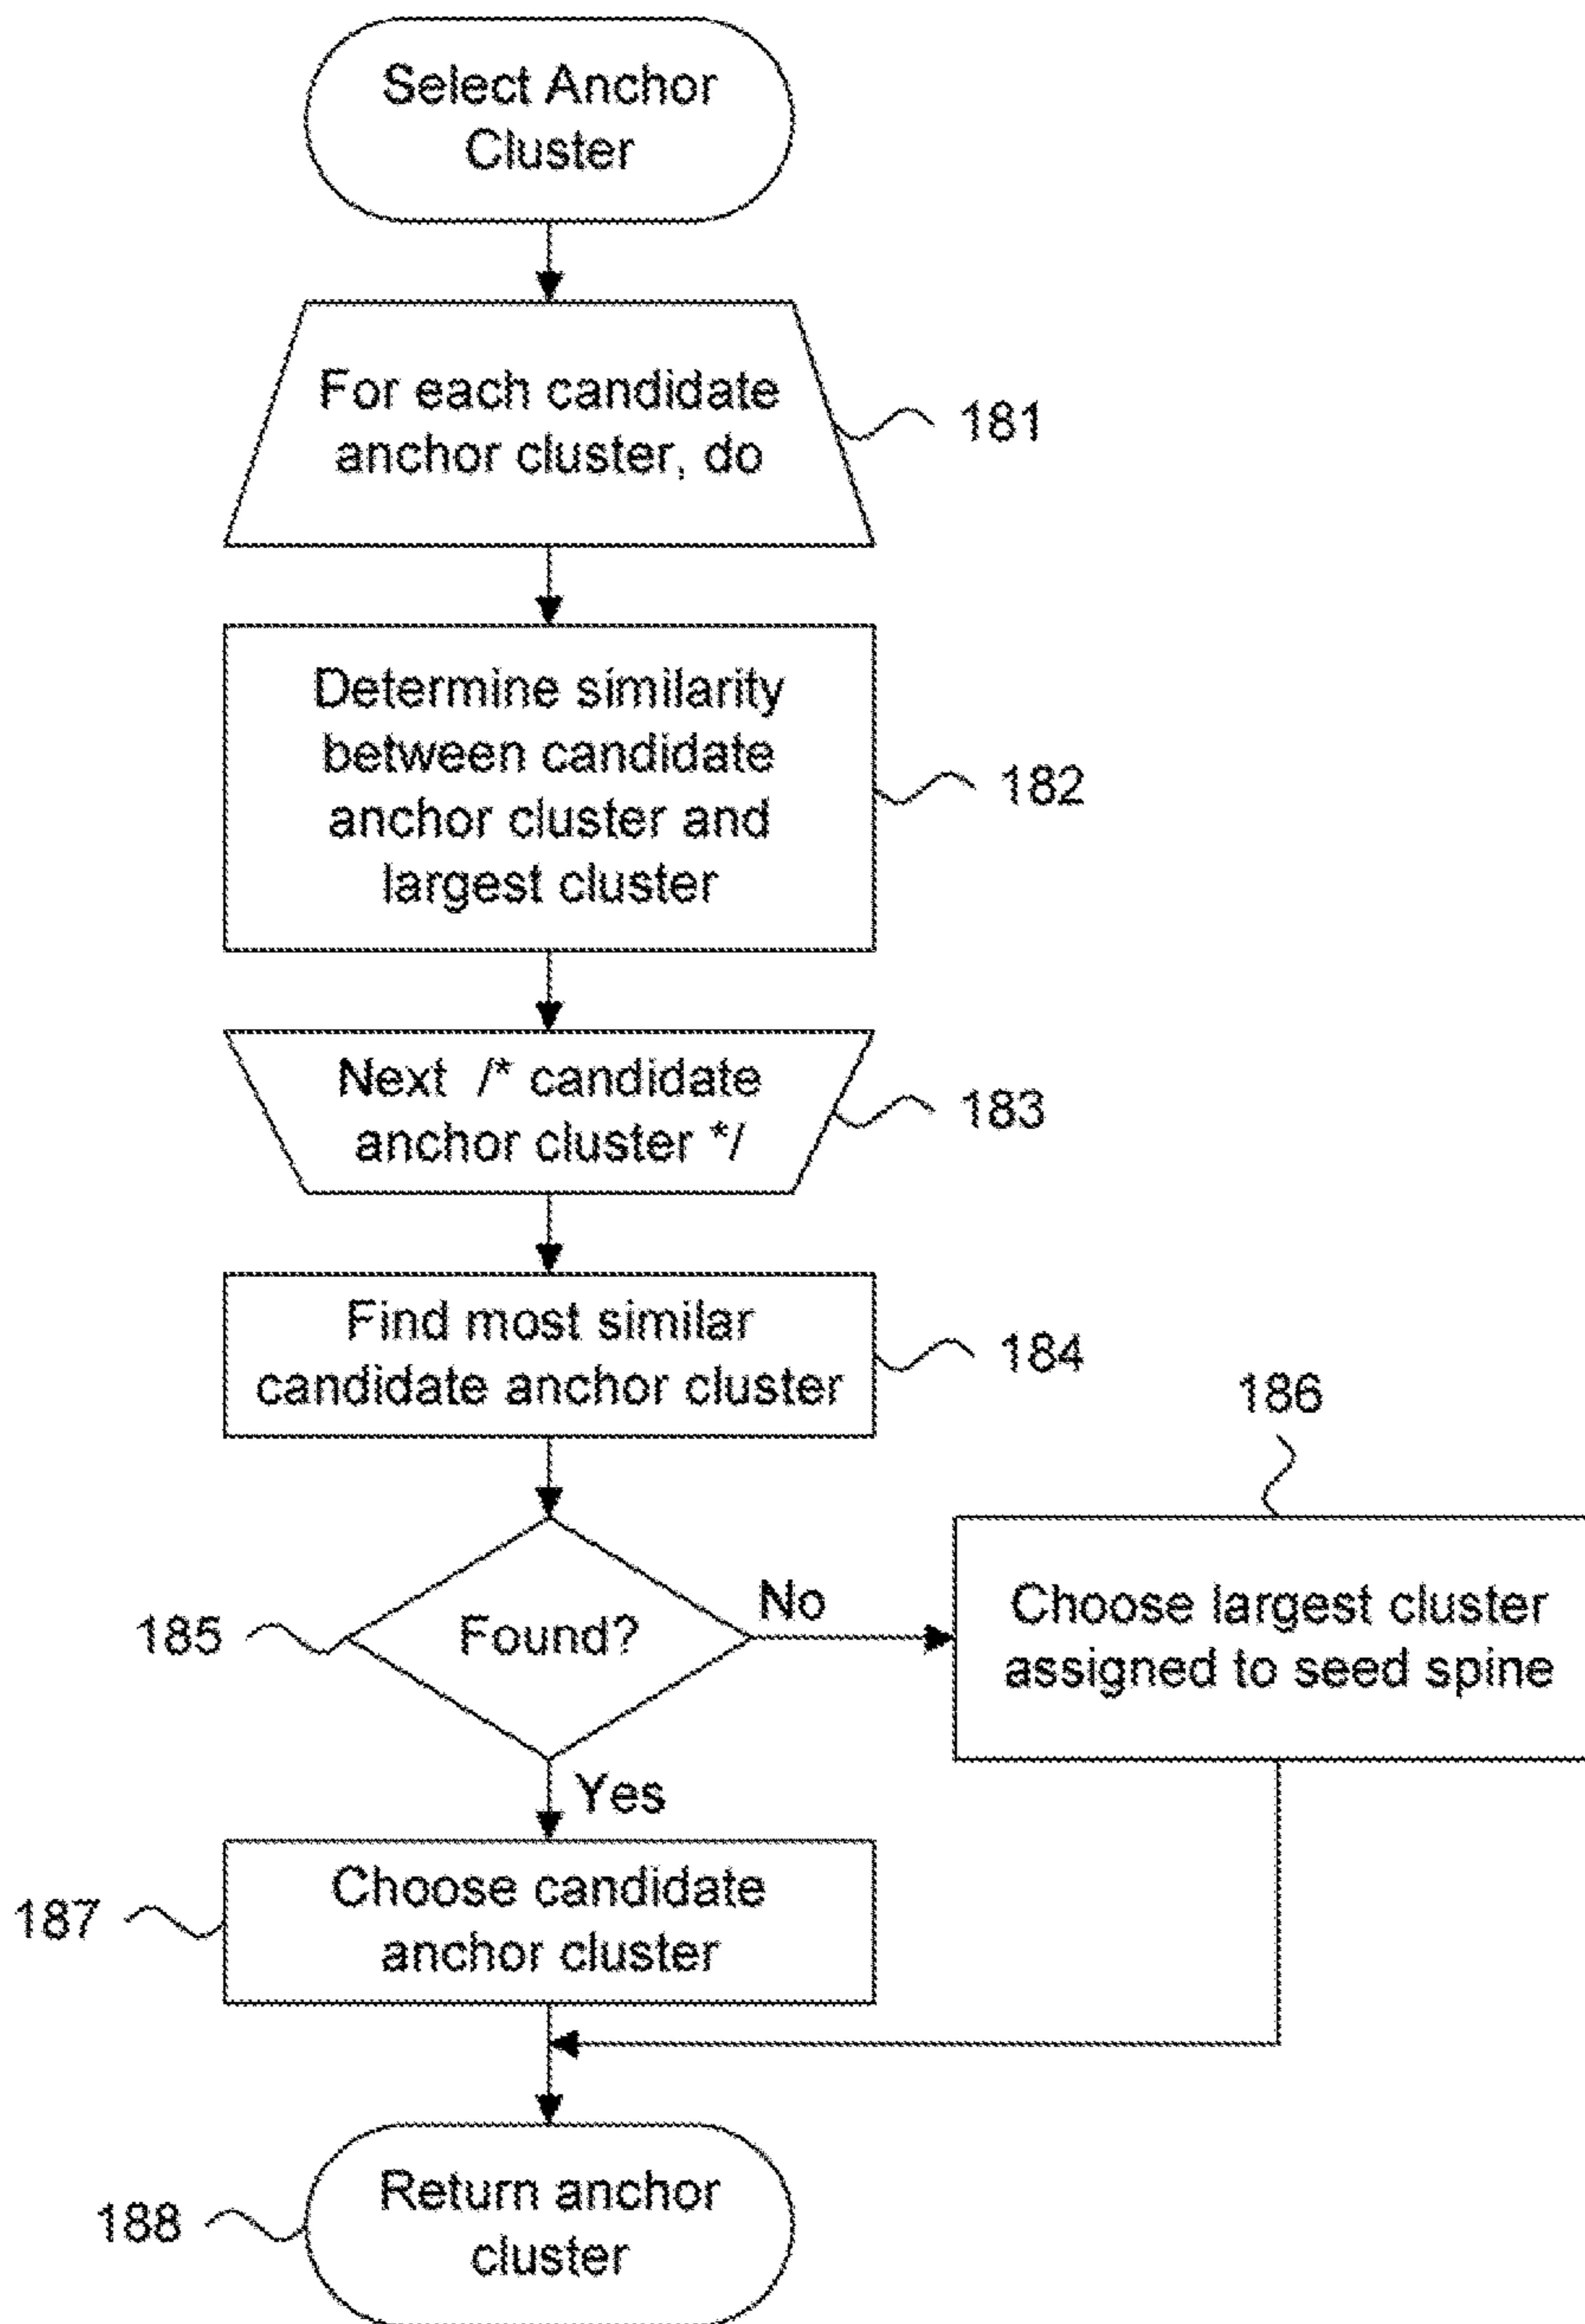 Select Anchor
Cluster
For each candidate
anchor cluster, do
181
Determine similarity
between candidate
anchor cluster and
largest cluster
182
Next /* candidate
anchor cluster */
183
Find most similar
candidate anchor cluster
184
186
185
Found?
No
Choose largest cluster
assigned to seed spine
Yes
187
Choose candidate
anchor cluster
188
Return anchor
cluster